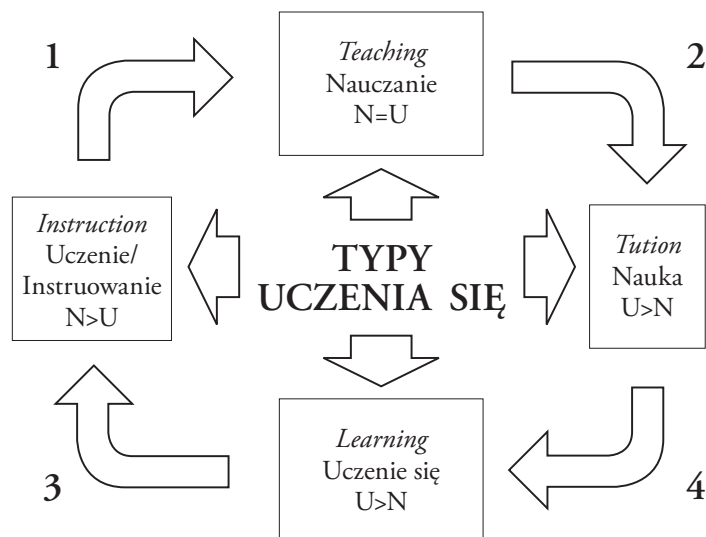 1
Teaching
Nauczanie
N=U
2
Instruction
Uczenie/
Instruowanie
N>U
TYPY
UCZENIA SIĘ
Tution
Nauka
U>N
3
Learning
Uczenie się
U>N
4